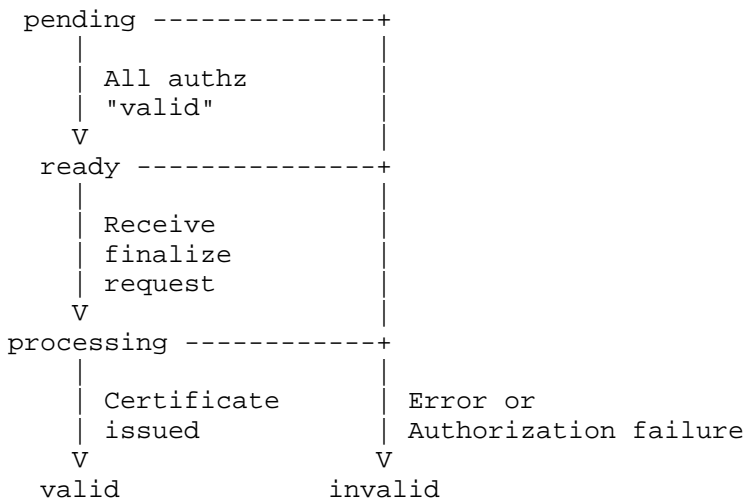 pending --------------+
   |                  |
   | All authz        |
   | "valid"          |
   V                  |
 ready ---------------+
   |                  |
   | Receive          |
   | finalize         |
   | request          |
   V                  |
processing ------------+
   |                  |
   | Certificate      | Error or
   | issued           | Authorization failure
   V                  V
 valid             invalid